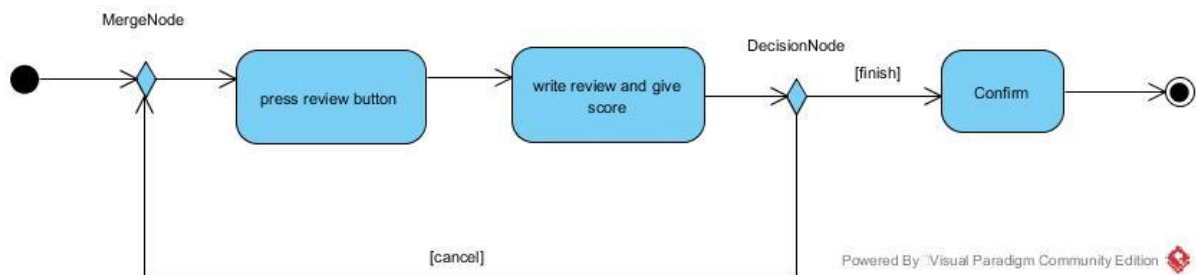 MergeNode
press review button
write review and give
score
DecisionNode
[finish]
Confirm
[cancel]
Powered By Visual Paradigm Community Edition